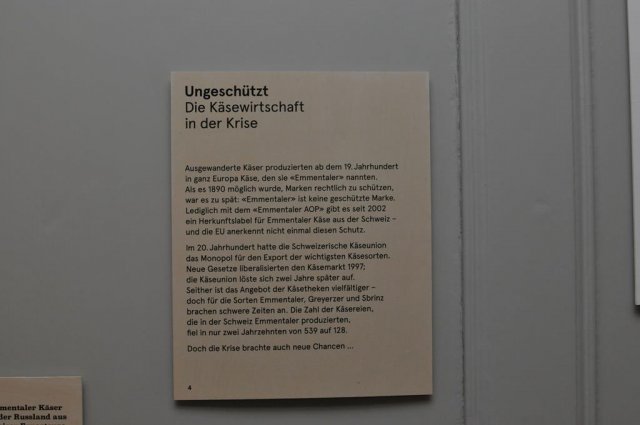 Ungeschützt
Die Käsewirtschaft
in der Krise
Ausgewanderte Käser produzierten ab dem 19. Jahrhundert
in ganz Europa Käse, den sie «Emmentaler» nannten.
Als es 1890 möglich wurde, Marken rechtlich zu schützen,
war es zu spät: «Emmentaler» ist keine geschützte Marke.
Lediglich mit dem «Emmentaler AOP» gibt es seit 2002
ein Herkunftslabel für Emmentaler Käse aus der Schweiz –
und die EU anerkennt nicht einmal diesen Schutz.
Im 20. Jahrhundert hatte die Schweizerische Käseunion
das Monopol für den Export der wichtigsten Käsesorten.
Neue Gesetze liberalisierten den Käsemarkt 1997;
die Käseunion löste sich zwei Jahre später auf.
Seither ist das Angebot der Käsetheken vielfältiger –
doch für die Sorten Emmentaler, Greyerzer und Sbrinz
brachen schwere Zeiten an. Die Zahl der Käsereien,
die in der Schweiz Emmentaler produzierten,
fiel in nur zwei Jahrzehnten von 539 auf 128.
Doch die Krise brachte auch neue Chancen ...
4
mentaler Käser
der Russland aus